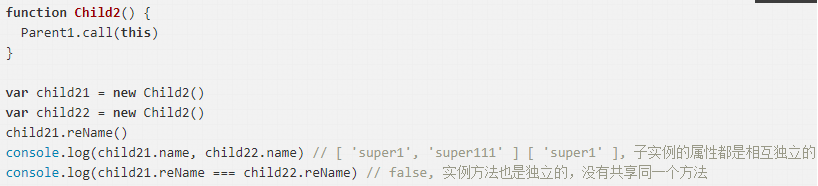 function Child2() {
  Parent1.call(this)
}
var child21 = new Child2()
var child22 = new Child2()
child21.reName()
console.log(child21.name, child22.name) // [ 'super1', 'super111' ] [ 'super1' ], 子实例的属性都是相互独立的
console.log(child21.reName === child22.reName) // false, 实例方法也是独立的，没有共享同一个方法